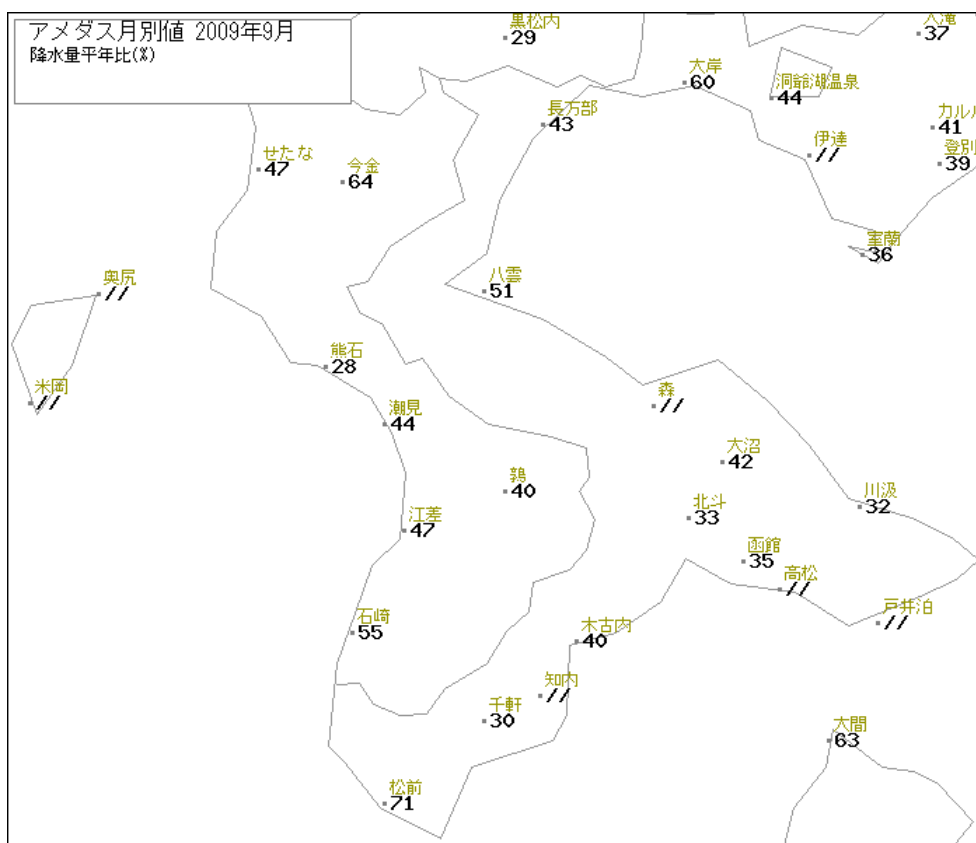 アメダス月別値 2009年9月
降水量平年比(%)
黒松内
29
大滝
37
大岸
60
洞爺湖温泉
44
長万部
43
カルル
41
伊達
//
登別
39
せたな
47
今金
64
室蘭
36
奥尻
//
八雲
51
熊石
28
米岡
//
森
//
潮見
44
大沼
42
鶉
40
川汲
32
北斗
33
江差
47
函館
35
高松
//
戸井泊
//
石崎
55
木古内
40
知内
//
千軒
30
大間
63
松前
71